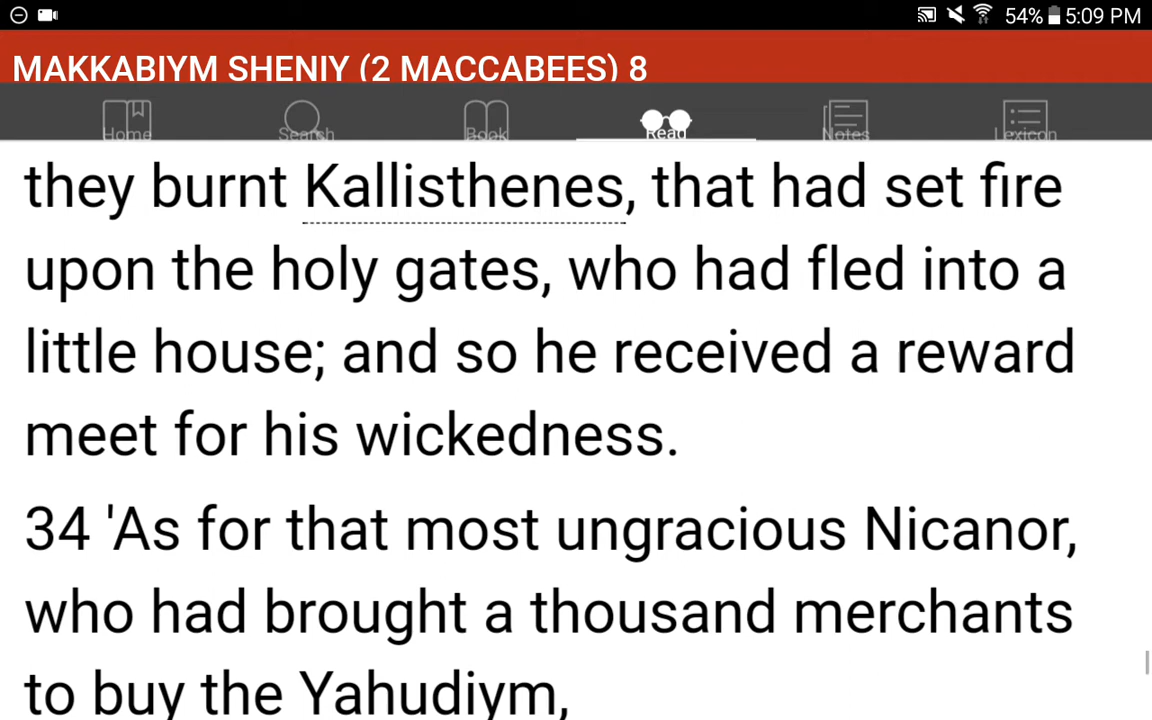 54% 5:09 PM
MAKKABIYM SHENIY (2 MACCABEES) 8
Home Search Book Read Notes Lexicon
they burnt Kallisthenes, that had set fire
upon the holy gates, who had fled into a
little house; and so he received a reward
meet for his wickedness.
34 'As for that most ungracious Nicanor,
who had brought a thousand merchants
to buy the Yahudiym,